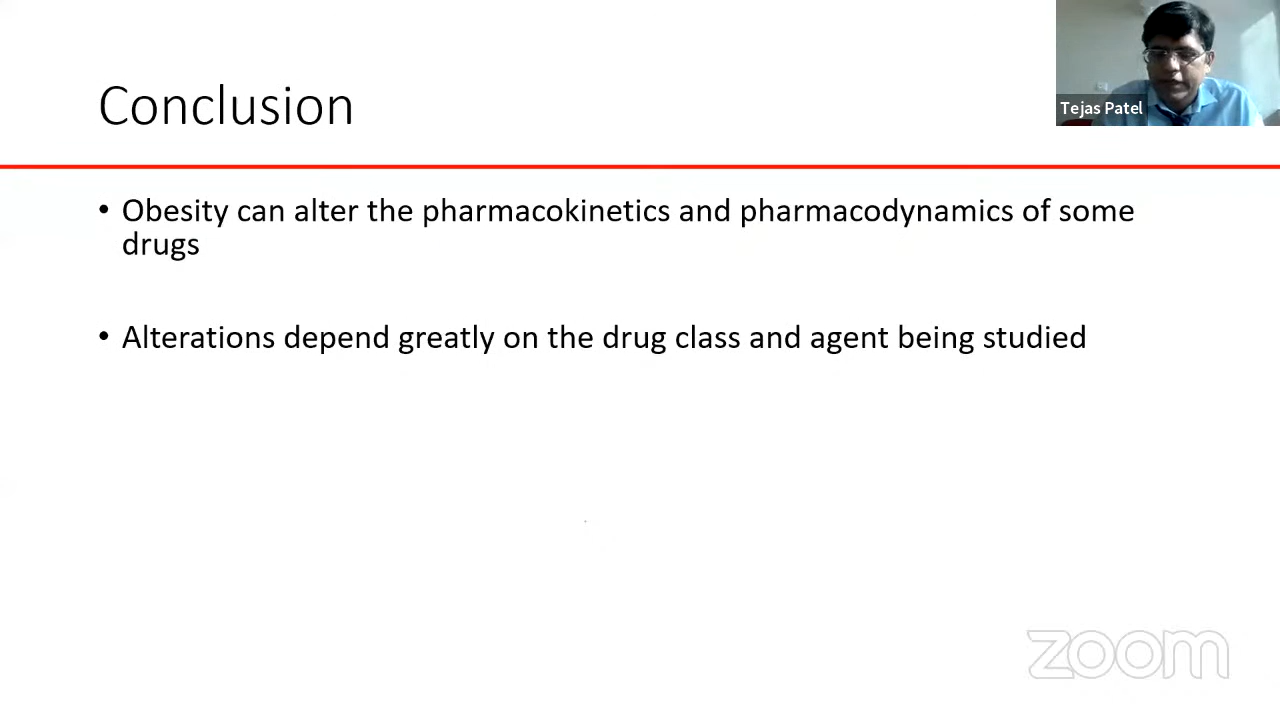 Conclusion
Tejas Patel
• Obesity can alter the pharmacokinetics and pharmacodynamics of some
drugs
• Alterations depend greatly on the drug class and agent being studied
zoom